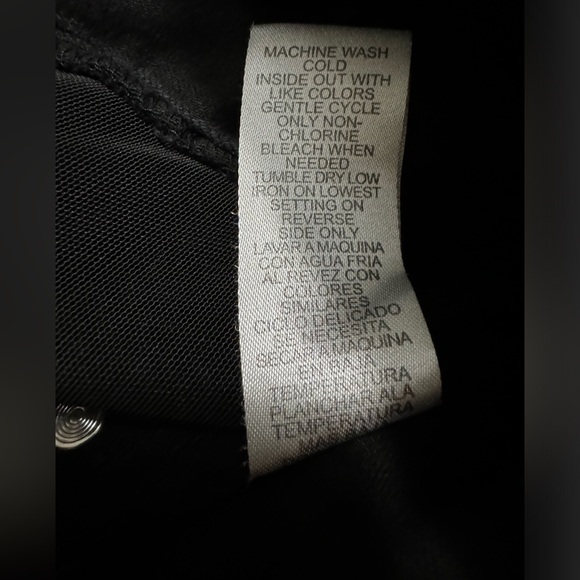 MACHINE WASH
COLD
INSIDE OUT WITH
LIKE COLORS
GENTLE CYCLE
ONLY NON-
CHLORINE
BLEACH WHEN
NEEDED
TUMBLE DRY LOW
IRON ON LOWEST
SETTING ON
REVERSE
SIDE ONLY
LAVAR A MAQUINA
CON AGUA FRIA
AL REVEZ CON
COLORES
SIMILARES
CICLO DELICADO
SE NECESITA
SECAR A MAQUINA
EN BAJA
TEMPERATURA
PLANCHAR ALA
TEMPERATURA